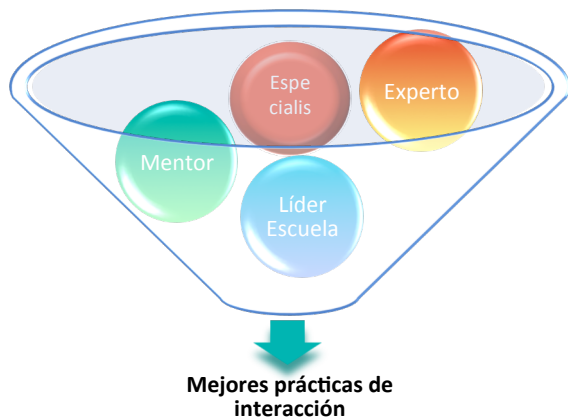 Espe
cialis
Experto
Mentor
Líder
Escuela
Mejores prácticas de
interacción